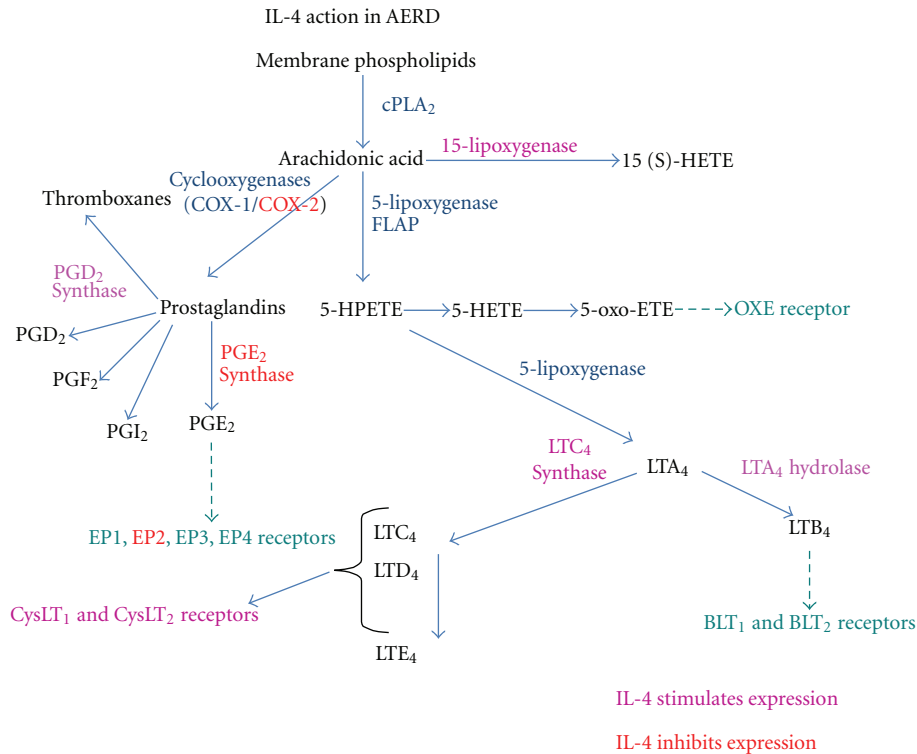 IL-4 action in AERD
Membrane phospholipids
cPLA₂
Arachidonic acid
15-lipoxygenase
15 (S)-HETE
Cyclooxygenases
(COX-1/COX-2)
Thromboxanes
5-lipoxygenase
FLAP
PGD₂
Synthase
Prostaglandins
5-HPETE
5-HETE
5-oxo-ETE
OXE receptor
PGD₂
PGF₂
PGI₂
PGE₂
Synthase
PGE₂
5-lipoxygenase
LTC₄
Synthase
LTA₄
LTA₄ hydrolase
EP1, EP2, EP3, EP4 receptors
LTC₄
LTD₄
LTE₄
LTB₄
CysLT₁ and CysLT₂ receptors
BLT₁ and BLT₂ receptors
IL-4 stimulates expression
IL-4 inhibits expression